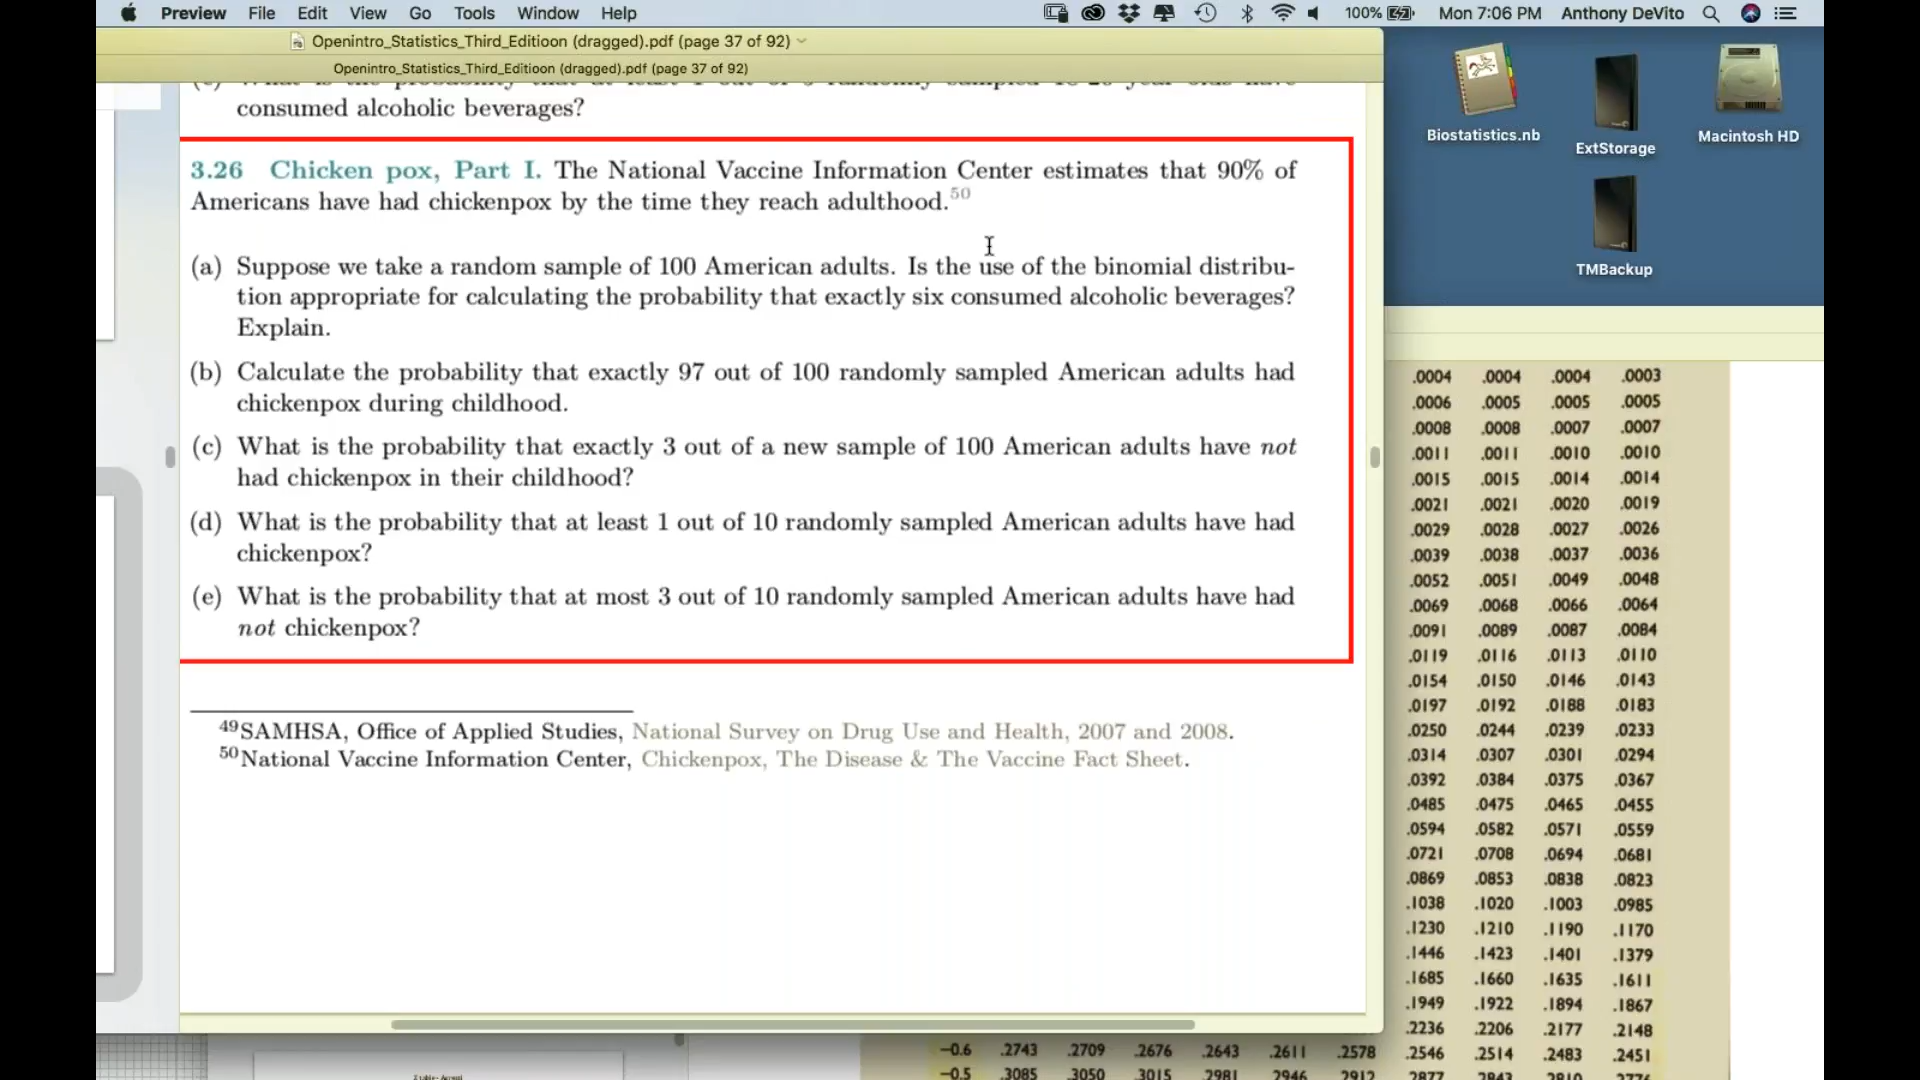 Preview File Edit View Go Tools Window Help 100% Mon 7:06 PM Anthony DeVito
Openintro_Statistics_Third_Editioon (dragged).pdf (page 37 of 92)
Openintro_Statistics_Third_Editioon (dragged).pdf (page 37 of 92)
consumed alcoholic beverages?
3.26 Chicken pox, Part I. The National Vaccine Information Center estimates that 90% of
Americans have had chickenpox by the time they reach adulthood.50
(a) Suppose we take a random sample of 100 American adults. Is the use of the binomial distribu-
tion appropriate for calculating the probability that exactly six consumed alcoholic beverages?
Explain.
(b) Calculate the probability that exactly 97 out of 100 randomly sampled American adults had
chickenpox during childhood.
(c) What is the probability that exactly 3 out of a new sample of 100 American adults have not
had chickenpox in their childhood?
(d) What is the probability that at least 1 out of 10 randomly sampled American adults have had
chickenpox?
(e) What is the probability that at most 3 out of 10 randomly sampled American adults have had
not chickenpox?
49SAMHSA, Office of Applied Studies, National Survey on Drug Use and Health, 2007 and 2008.
50National Vaccine Information Center, Chickenpox, The Disease & The Vaccine Fact Sheet.
Biostatistics.nb
ExtStorage
Macintosh HD
TMBackup
.0004 .0004 .0004 .0003
.0006 .0005 .0005 .0005
.0008 .0008 .0007 .0007
.0011 .0011 .0010 .0010
.0015 .0015 .0014 .0014
.0021 .0021 .0020 .0019
.0029 .0028 .0027 .0026
.0039 .0038 .0037 .0036
.0052 .0051 .0049 .0048
.0069 .0068 .0066 .0064
.0091 .0089 .0087 .0084
.0119 .0116 .0113 .0110
.0154 .0150 .0146 .0143
.0197 .0192 .0188 .0183
.0250 .0244 .0239 .0233
.0314 .0307 .0301 .0294
.0392 .0384 .0375 .0367
.0485 .0475 .0465 .0455
.0594 .0582 .0571 .0559
.0721 .0708 .0694 .0681
.0869 .0853 .0838 .0823
.1038 .1020 .1003 .0985
.1230 .1210 .1190 .1170
.1446 .1423 .1401 .1379
.1685 .1660 .1635 .1611
.1949 .1922 .1894 .1867
.2236 .2206 .2177 .2148
−0.6 .2743 .2709 .2676 .2643 .2611 .2578 .2546 .2514 .2483 .2451
−0.5 .3085 .3050 .3015 .2981 .2946 .2912 .2877 .2843 .2810 .2776